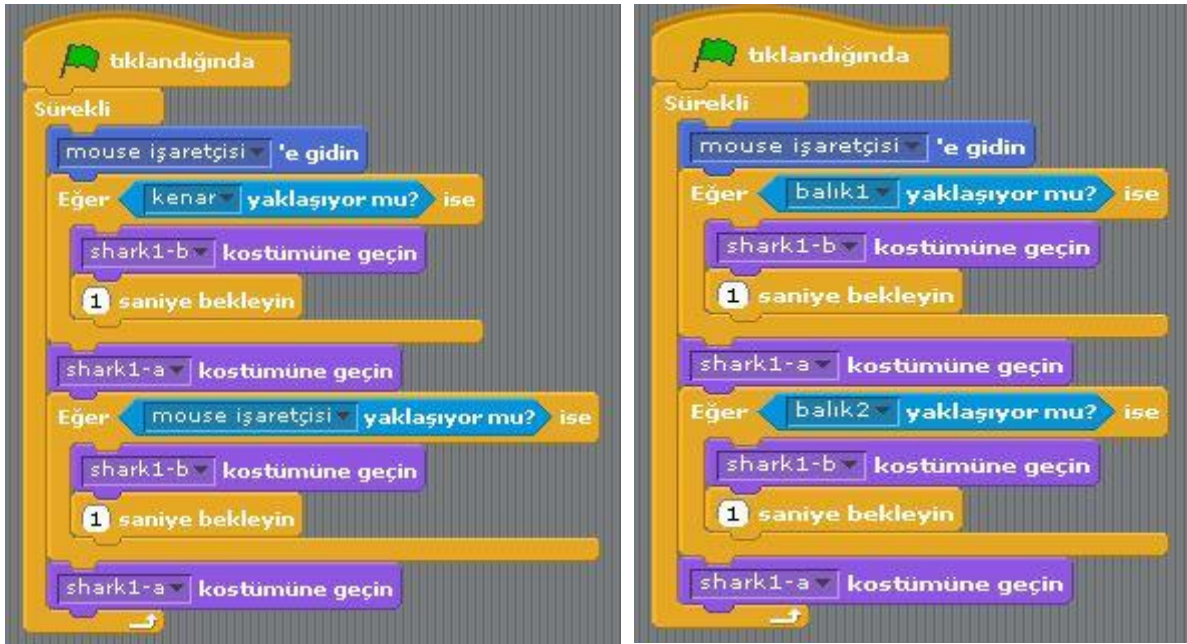 tıklandığında
Sürekli
mouse işaretçisi 'e gidin
Eğer kenar yaklaşıyor mu? ise
shark1-b kostümüne geçin
1 saniye bekleyin
shark1-a kostümüne geçin
Eğer mouse işaretçisi yaklaşıyor mu? ise
shark1-b kostümüne geçin
1 saniye bekleyin
shark1-a kostümüne geçin
tıklandığında
Sürekli
mouse işaretçisi 'e gidin
Eğer balık1 yaklaşıyor mu? ise
shark1-b kostümüne geçin
1 saniye bekleyin
shark1-a kostümüne geçin
Eğer balık2 yaklaşıyor mu? ise
shark1-b kostümüne geçin
1 saniye bekleyin
shark1-a kostümüne geçin